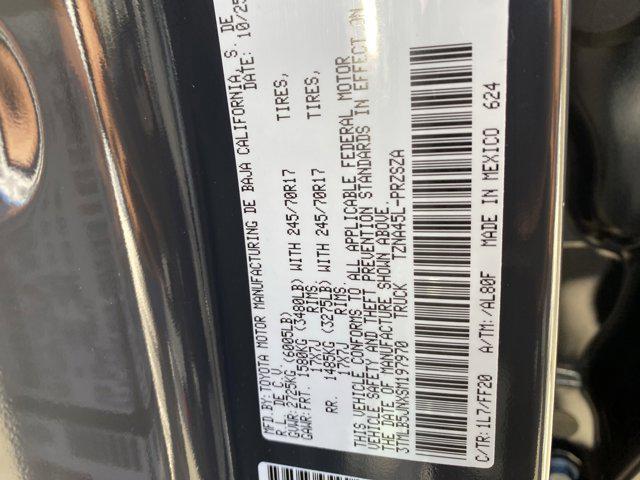 MFD.BY: TOYOTA MOTOR MANUFACTURING DE BAJA CALIFORNIA, S. DE
R.L. DE C.V. DATE: 10/25
GVWR: 2725KG (6005LB)
GAWR: FRT. 1580KG (3480LB) WITH 245/70R17 TIRES,
17X7J RIMS.
RR. 1485KG (3275LB) WITH 245/70R17 TIRES,
17X7J RIMS.
THIS VEHICLE CONFORMS TO ALL APPLICABLE FEDERAL MOTOR
VEHICLE SAFETY AND THEFT PREVENTION STANDARDS IN EFFECT ON
THE DATE OF MANUFACTURE SHOWN ABOVE.
3TMLB5JNXSM197970 TRUCK TZNA45L-PRZSZA
C/TR: 1L7/FF20 A/TM: /AL80F MADE IN MEXICO 624